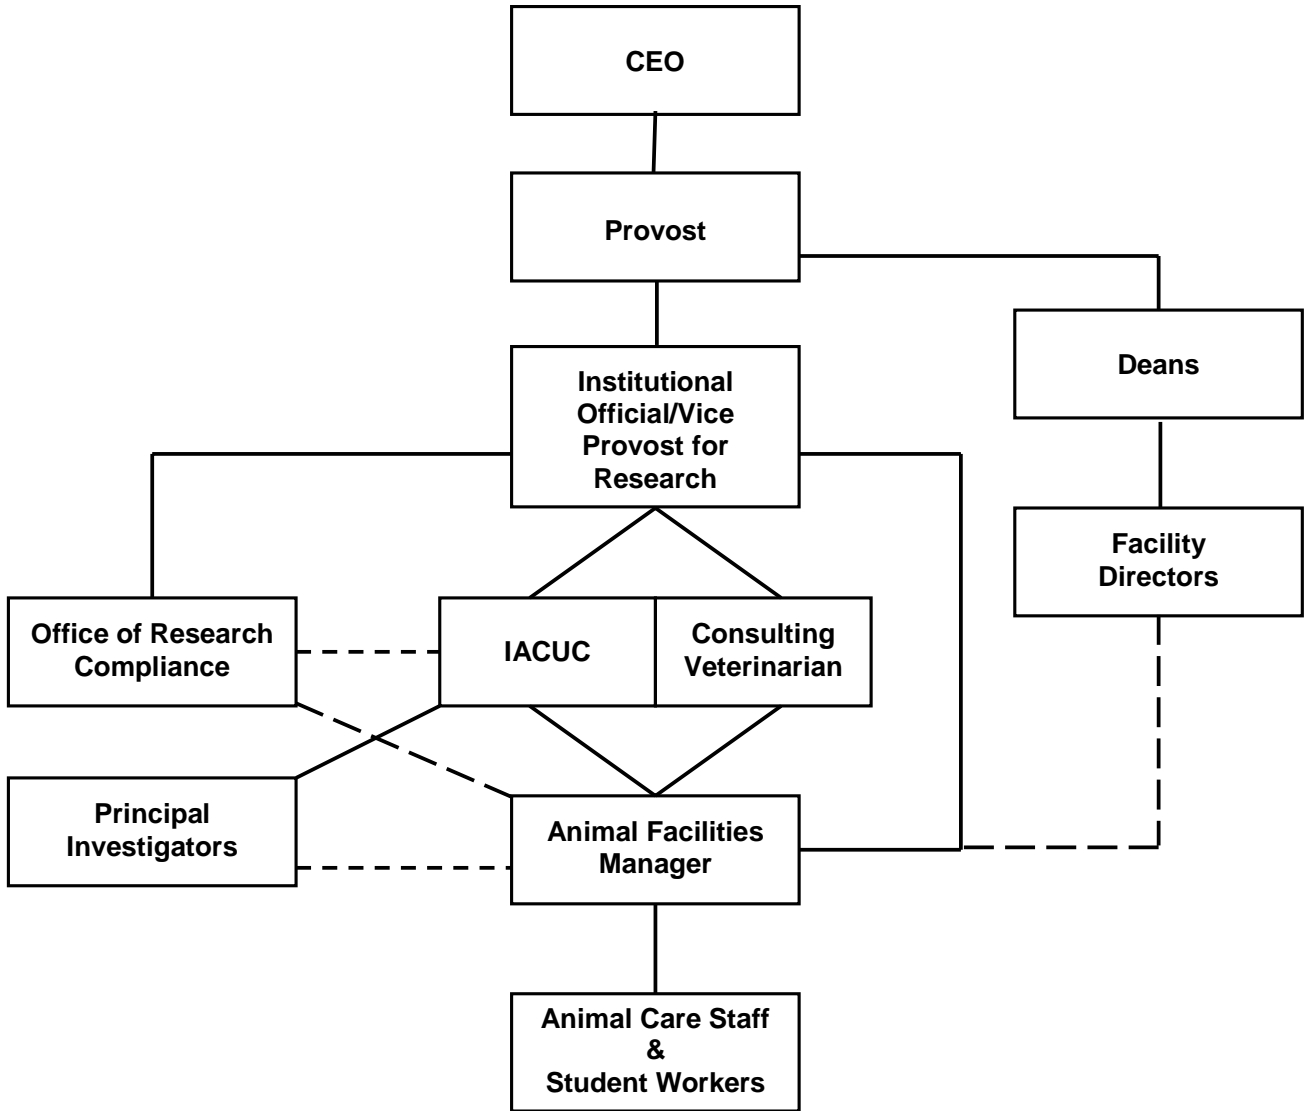 CEO
Provost
Deans
Institutional
Official/Vice
Provost for
Research
Facility
Directors
Office of Research
Compliance
IACUC
Consulting
Veterinarian
Principal
Investigators
Animal Facilities
Manager
Animal Care Staff
&
Student Workers